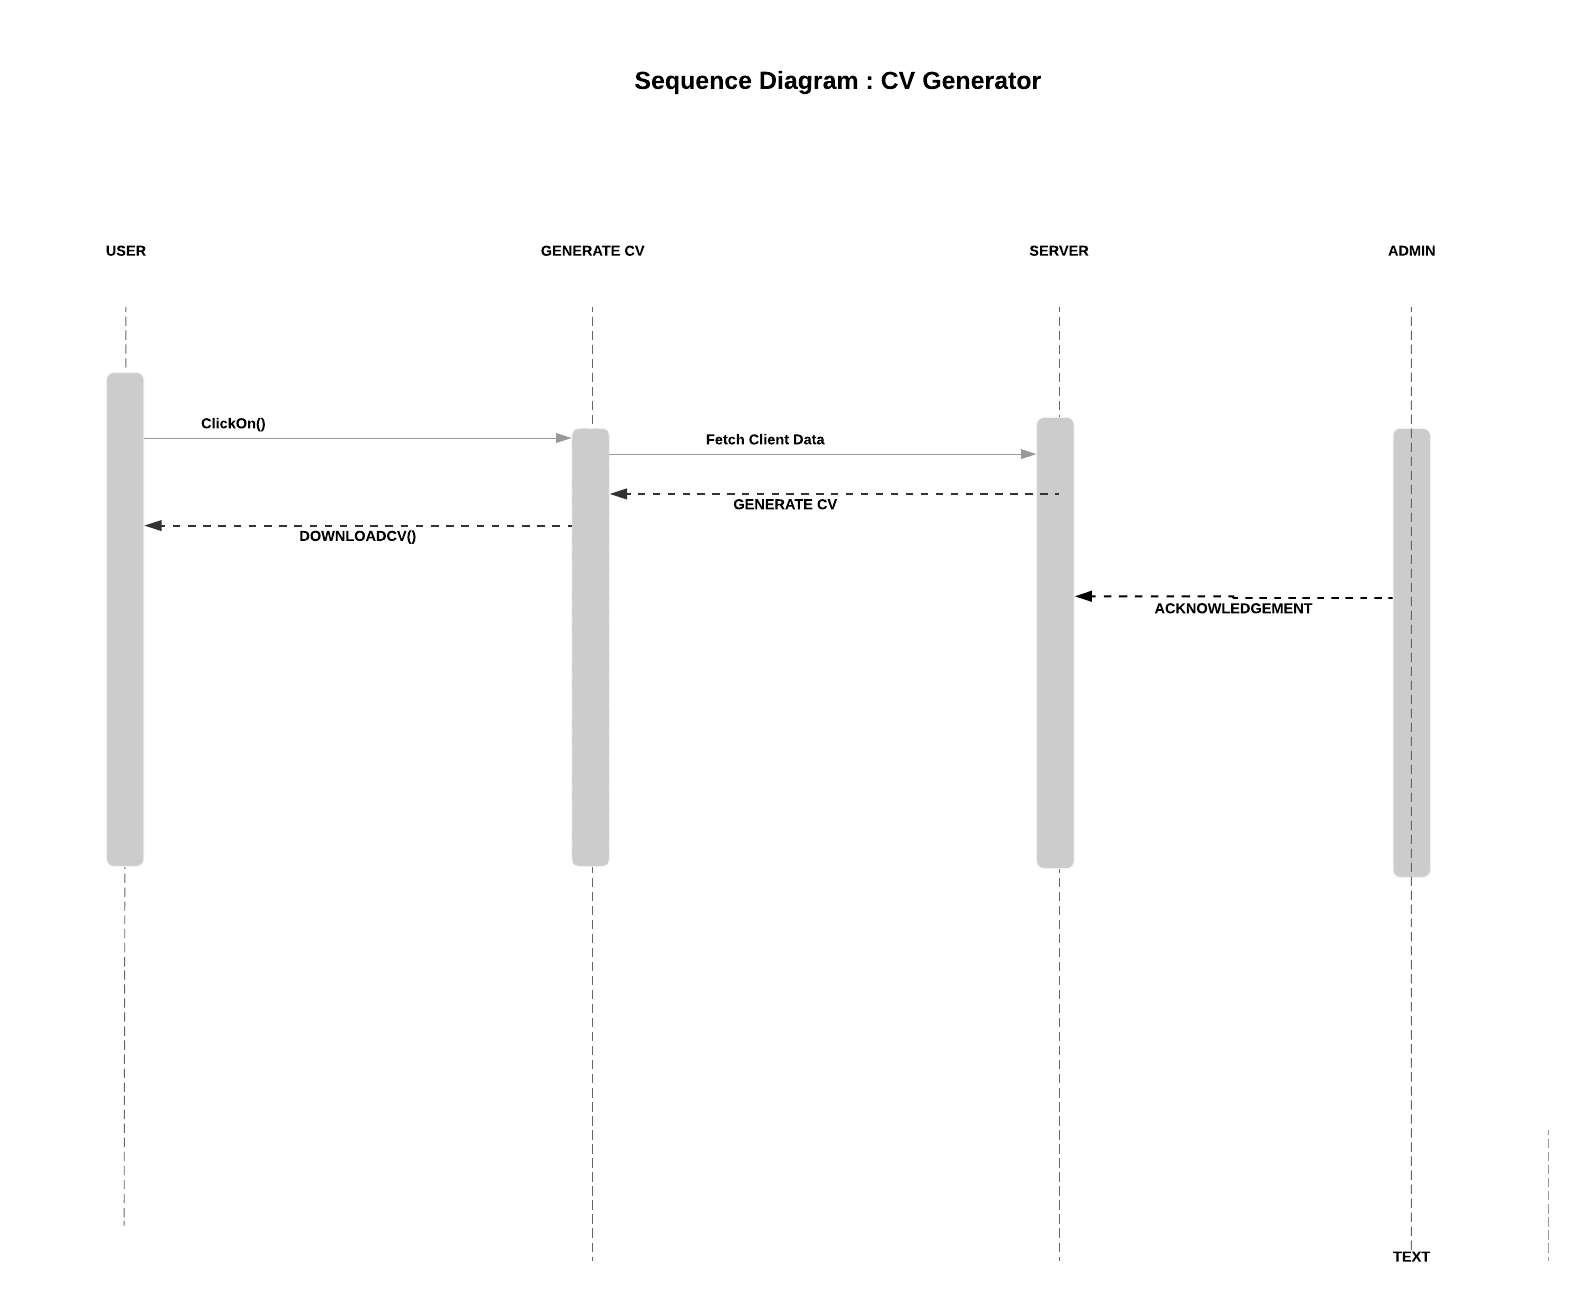 Sequence Diagram : CV Generator
USER
GENERATE CV
SERVER
ADMIN
ClickOn()
Fetch Client Data
GENERATE CV
DOWNLOADCV()
ACKNOWLEDGEMENT
TEXT